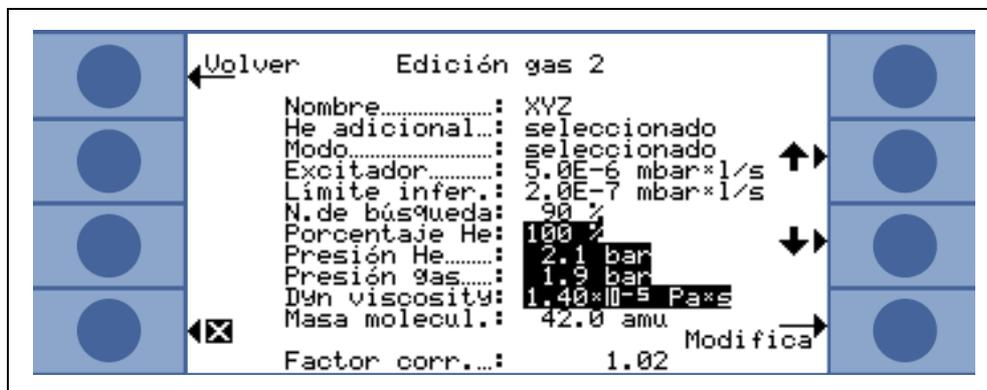 Volver Edición gas 2
Nombre..................: XYZ
He adicional...: seleccionado
Modo.....................: seleccionado
Excitador..........: 5.0E-6 mbar×l/s
Límite infer.: 2.0E-7 mbar×l/s
N.de búsqueda: 90 %
Porcentaje He: 100 %
Presión He........: 2.1 bar
Presión gas......: 1.9 bar
Dyn viscosity: 1.40×10-5 Pa×s
Masa molecul.: 42.0 amu
Modifica
Factor corr....: 1.02